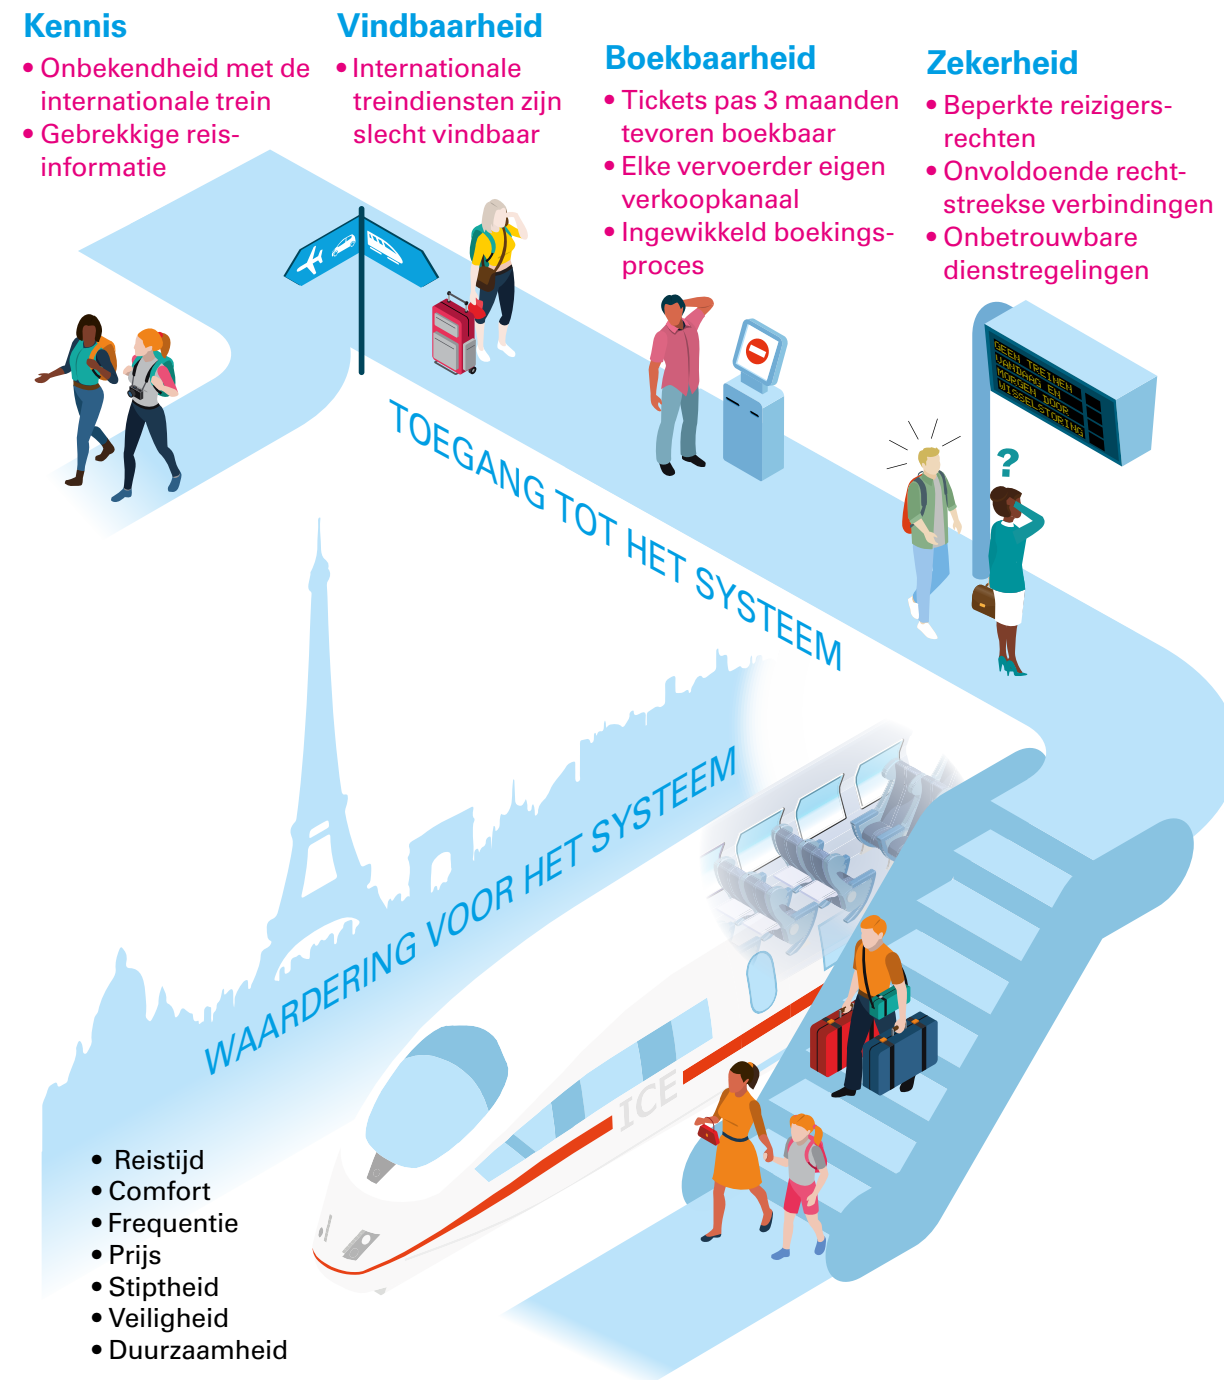 Kennis
• Onbekendheid met de
internationale trein
• Gebrekkige reis-
informatie
Vindbaarheid
• Internationale
treindiensten zijn
slecht vindbaar
Boekbaarheid
• Tickets pas 3 maanden
tevoren boekbaar
• Elke vervoerder eigen
verkoopkanaal
• Ingewikkeld boekings-
proces
Zekerheid
• Beperkte reizigers-
rechten
• Onvoldoende recht-
streekse verbindingen
• Onbetrouwbare
dienstregelingen
GEEN TREINEN
VANDAAG EN
MORGEN DOOR
WISSELSTORING
?
TOEGANG TOT HET SYSTEEM
WAARDERING VOOR HET SYSTEEM
ICE
• Reistijd
• Comfort
• Frequentie
• Prijs
• Stiptheid
• Veiligheid
• Duurzaamheid